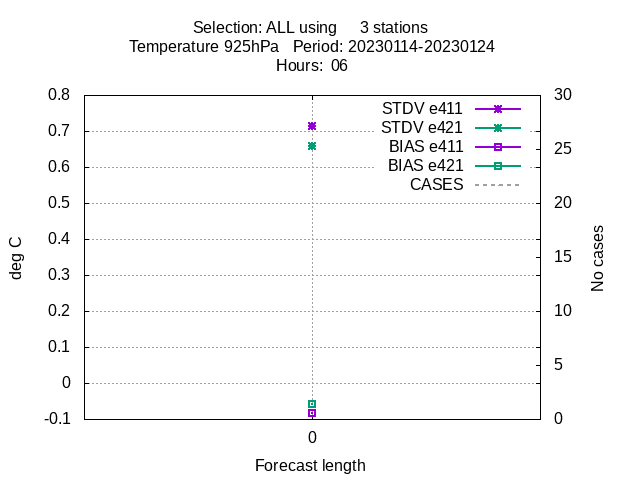 Selection: ALL using      3 stations
Temperature 925hPa   Period: 20230114-20230124
Hours:  06
0.8
0.7
0.6
0.5
0.4
0.3
0.2
0.1
0
-0.1
deg C
STDV e411
STDV e421
BIAS e411
BIAS e421
CASES
30
25
20
15
10
5
0
No cases
0
Forecast length